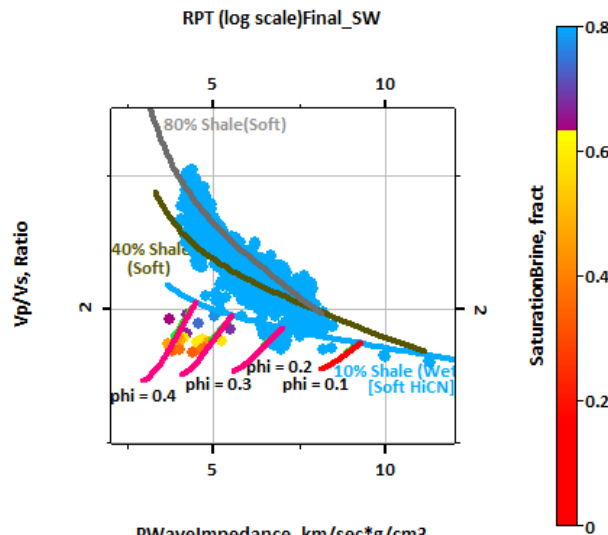 RPT (log scale)Final_SW
5 10
80% Shale(Soft)
40% Shale
(Soft)
Vp/Vs, Ratio
2
2
phi = 0.4
phi = 0.3
phi = 0.2
phi = 0.1
10% Shale (Wet
[Soft HiCN]
5 10
PWaveImpedance, km/sec*g/cm3
SaturationBrine, fract
0.8
0.6
0.4
0.2
0